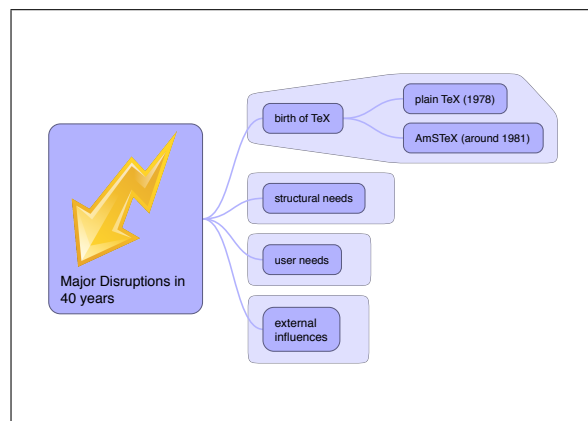 Major Disruptions in
40 years
birth of TeX
plain TeX (1978)
AmSTeX (around 1981)
structural needs
user needs
external
influences